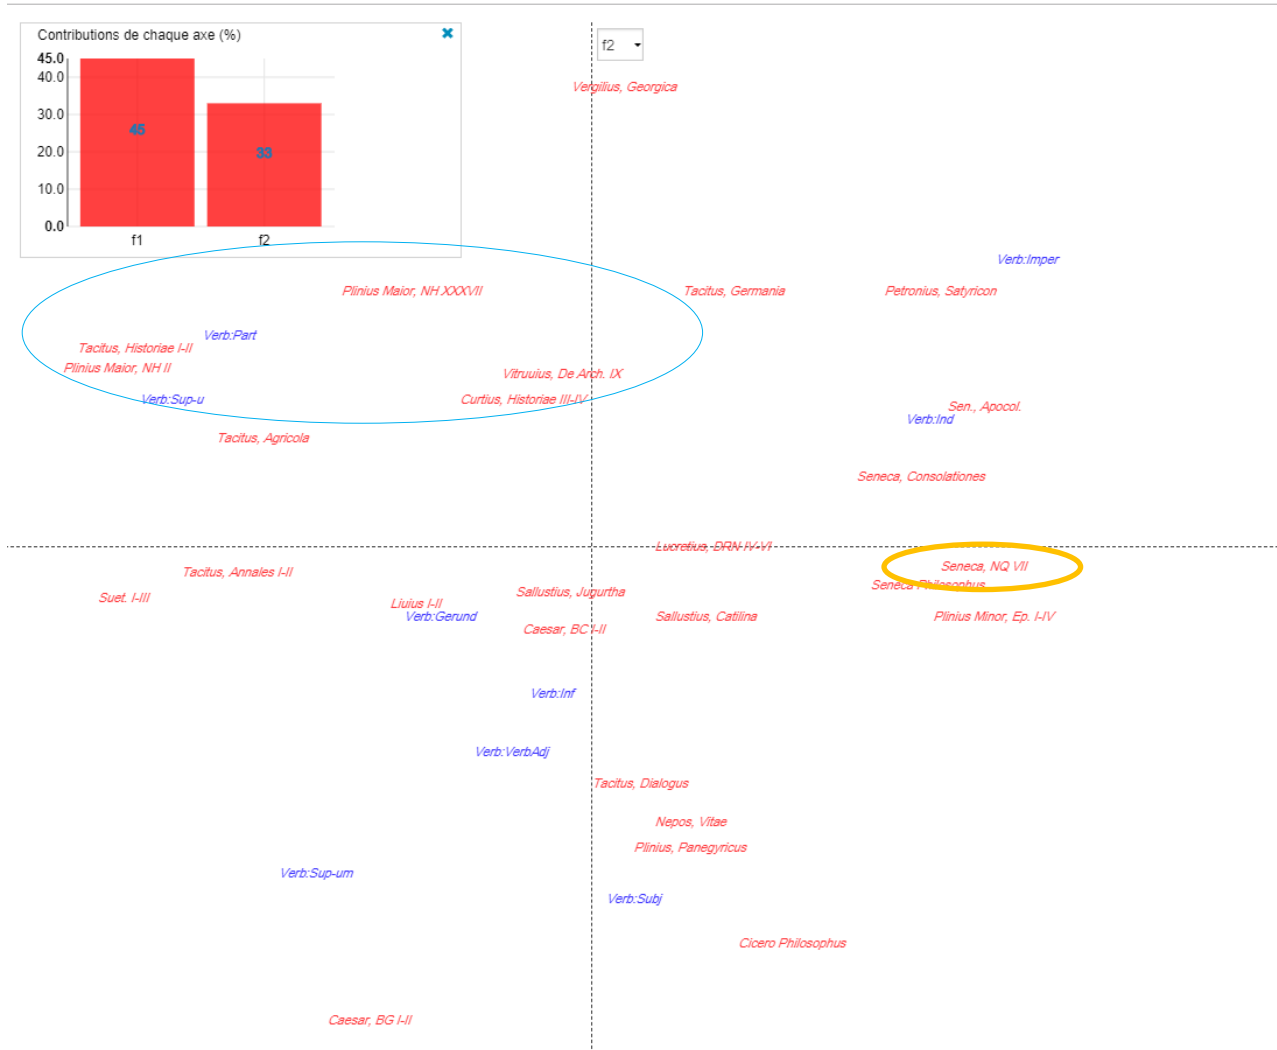 Contributions de chaque axe (%)
45.0
40.0
30.0
20.0
10.0
0.0
45
33
f1
f2
f2
Vergilius, Georgica
Verb:Imper
Plinius Maior, NH XXXVII
Tacitus, Germania
Petronius, Satyricon
Verb:Part
Tacitus, Historiae I-II
Plinius Maior, NH II
Vitruuius, De Arch. IX
Verb:Sup-u
Curtius, Historiae III-IV
Sen., Apocol.
Verb:Ind
Tacitus, Agricola
Seneca, Consolationes
Lucretius, DRN IV-VI
Seneca, NQ VII
Tacitus, Annales I-II
Seneca Philosophus
Sallustius, Jugurtha
Suet. I-III
Liuius I-II
Verb:Gerund
Sallustius, Catilina
Plinius Minor, Ep. I-IV
Caesar, BC I-II
Verb:Inf
Verb:VerbAdj
Tacitus, Dialogus
Nepos, Vitae
Plinius, Panegyricus
Verb:Sup-um
Verb:Subj
Cicero Philosophus
Caesar, BG I-II